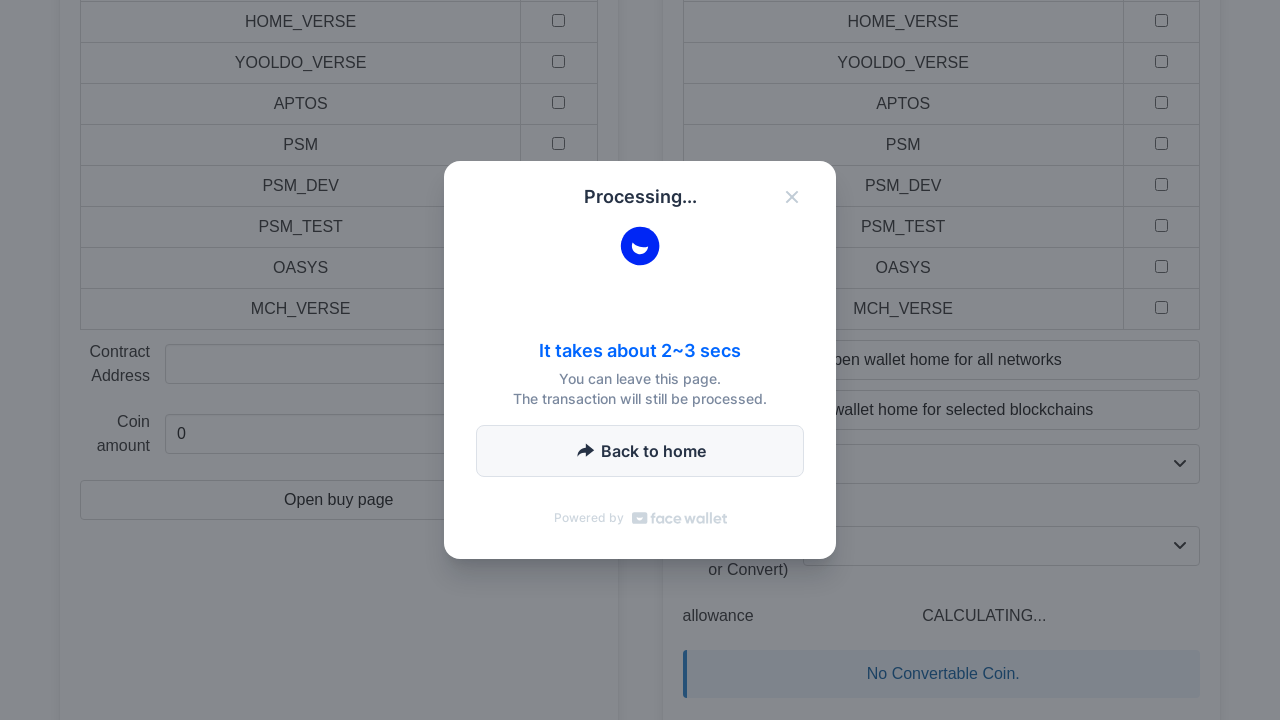 HOME_VERSE
YOOLDO_VERSE
APTOS
PSM
PSM_DEV
PSM_TEST
OASYS
MCH_VERSE
Contract
Address
Coin
amount
0
Open buy page
HOME_VERSE
YOOLDO_VERSE
APTOS
PSM
PSM_DEV
PSM_TEST
OASYS
MCH_VERSE
wallet home for all networks
wallet home for selected blockchains
or Convert)
allowance
CALCULATING...
No Convertable Coin.
Processing...
It takes about 2~3 secs
You can leave this page.
The transaction will still be processed.
Back to home
Powered by face wallet